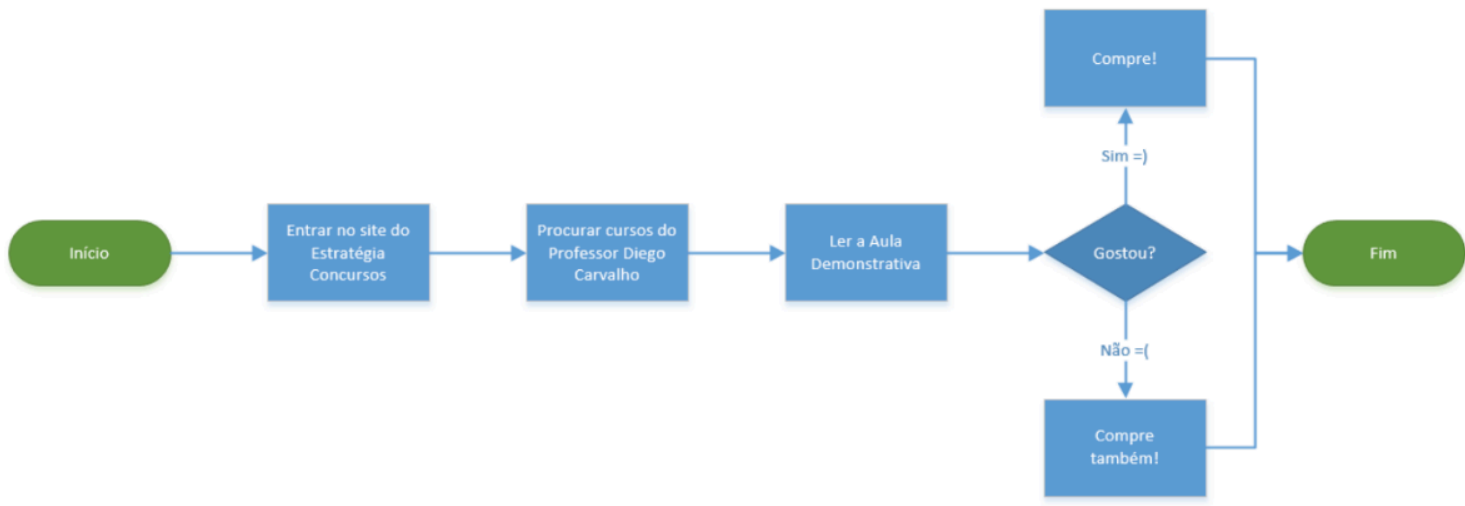 Início
Entrar no site do
Estratégia
Concursos
Procurar cursos do
Professor Diego
Carvalho
Ler a Aula
Demonstrativa
Gostou?
Sim =)
Compre!
Não =(
Compre
também!
Fim